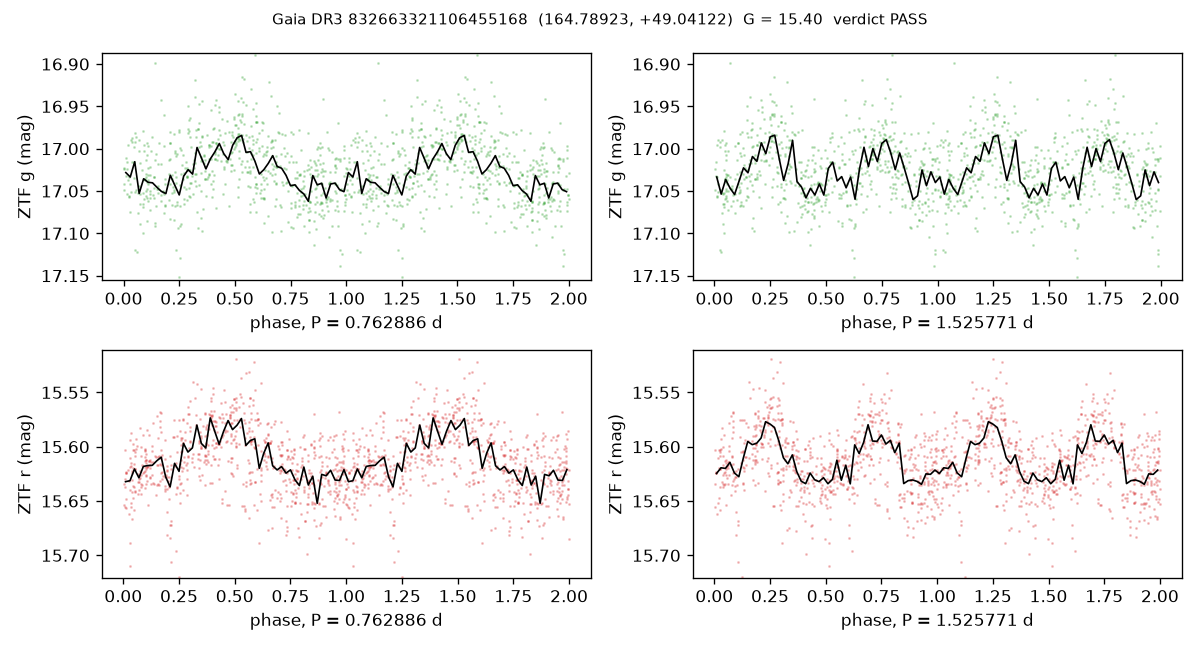 Gaia DR3 832663321106455168 (164.78923, +49.04122) G = 15.40 verdict PASS
ZTF g (mag)
16.90
16.95
17.00
17.05
17.10
17.15
0.00 0.25 0.50 0.75 1.00 1.25 1.50 1.75 2.00
phase, P = 0.762886 d
ZTF g (mag)
16.90
16.95
17.00
17.05
17.10
17.15
0.00 0.25 0.50 0.75 1.00 1.25 1.50 1.75 2.00
phase, P = 1.525771 d
ZTF r (mag)
15.55
15.60
15.65
15.70
0.00 0.25 0.50 0.75 1.00 1.25 1.50 1.75 2.00
phase, P = 0.762886 d
ZTF r (mag)
15.55
15.60
15.65
15.70
0.00 0.25 0.50 0.75 1.00 1.25 1.50 1.75 2.00
phase, P = 1.525771 d